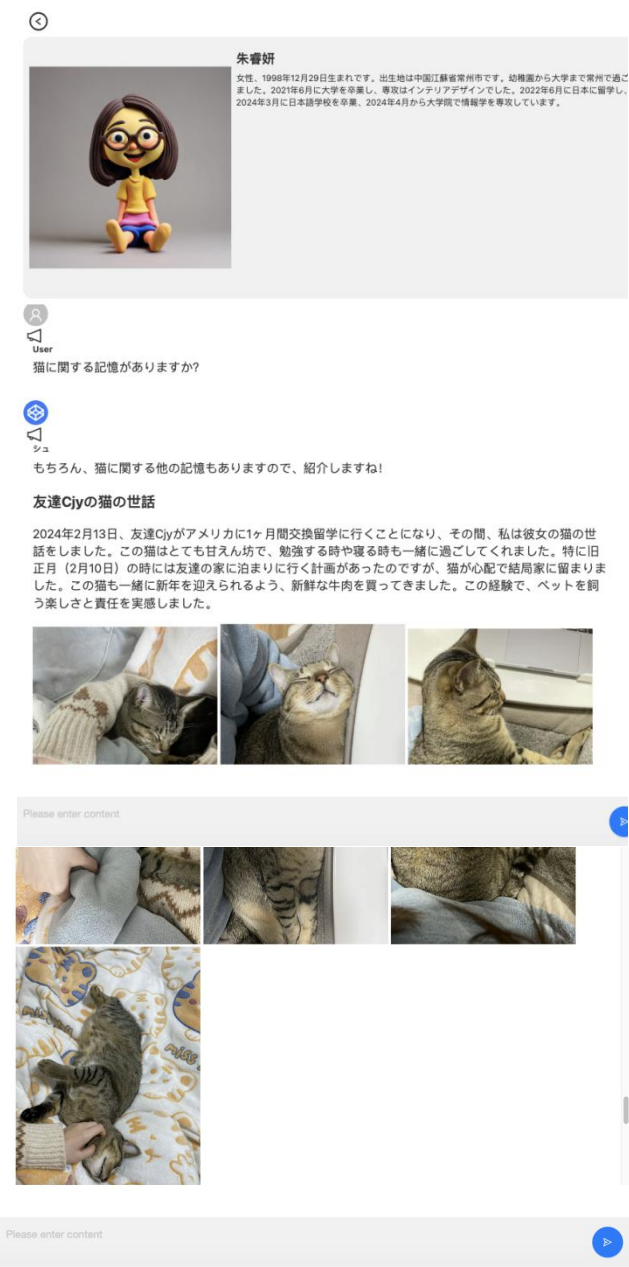 朱睿妍
女性、1998年12月29日生まれです。出生地は中国江蘇省常州市です。幼稚園から大学まで常州で過ご
ました。2021年6月に大学を卒業し、専攻はインテリアデザインでした。2022年6月に日本に留学し、
2024年3月に日本語学校を卒業、2024年4月から大学院で情報学を専攻しています。
User
猫に関する記憶がありますか?
シュ
もちろん、猫に関する他の記憶もありますので、紹介しますね!
友達Cjyの猫の世話
2024年2月13日、友達Cjyがアメリカに1ヶ月間交換留学に行くことになり、その間、私は彼女の猫の世
話をしました。この猫はとても甘えん坊で、勉強する時や寝る時も一緒に過ごしてくれました。特に旧
正月（2月10日）の時には友達の家に泊まりに行く計画があったのですが、猫が心配で結局家に留まりま
した。この猫も一緒に新年を迎えられるよう、新鮮な牛肉を買ってきました。この経験で、ペットを飼
う楽しさと責任を実感しました。
Please enter content
miss
Please enter content